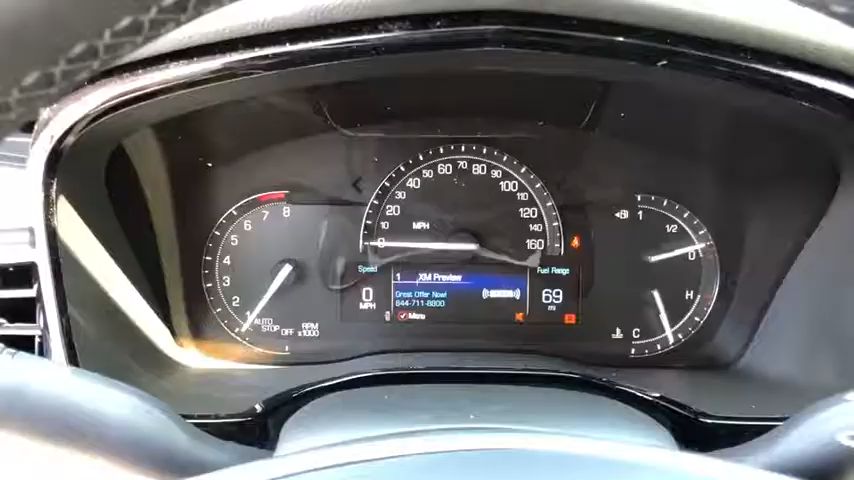 0 10 20 30 40 50 60 70 80 90 100 110 120 140 160
MPH
1 2 3 4 5 6 7 8
AUTO STOP
OFF
RPM x1000
1 1/2 0
C H
Speed
0
MPH
1 XM Preview
Great Offer Now!
844-711-8800
Menu
Fuel Range
69
mi